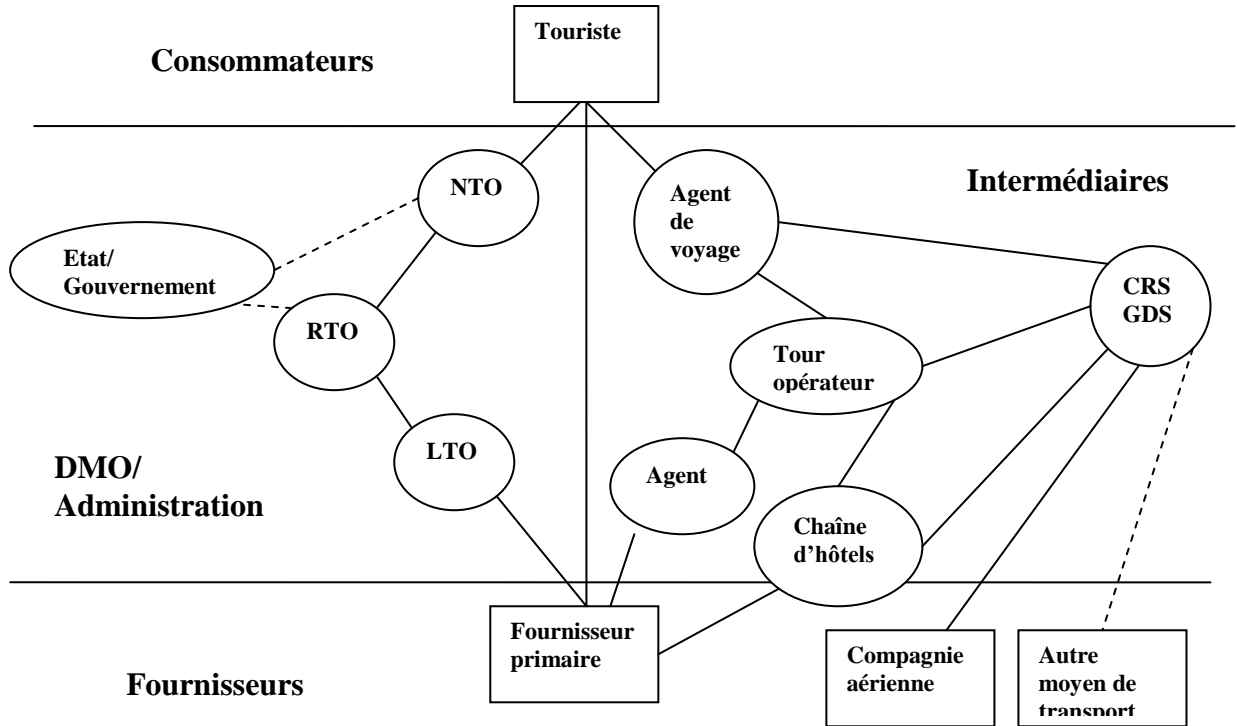 Touriste
Consommateurs
NTO
Agent
de
voyage
Intermédiaires
Etat/
Gouvernement
CRS
GDS
RTO
Tour
opérateur
LTO
DMO/
Administration
Agent
Chaîne
d’hôtels
Fournisseur
primaire
Compagnie
aérienne
Autre
moyen de
transport
Fournisseurs